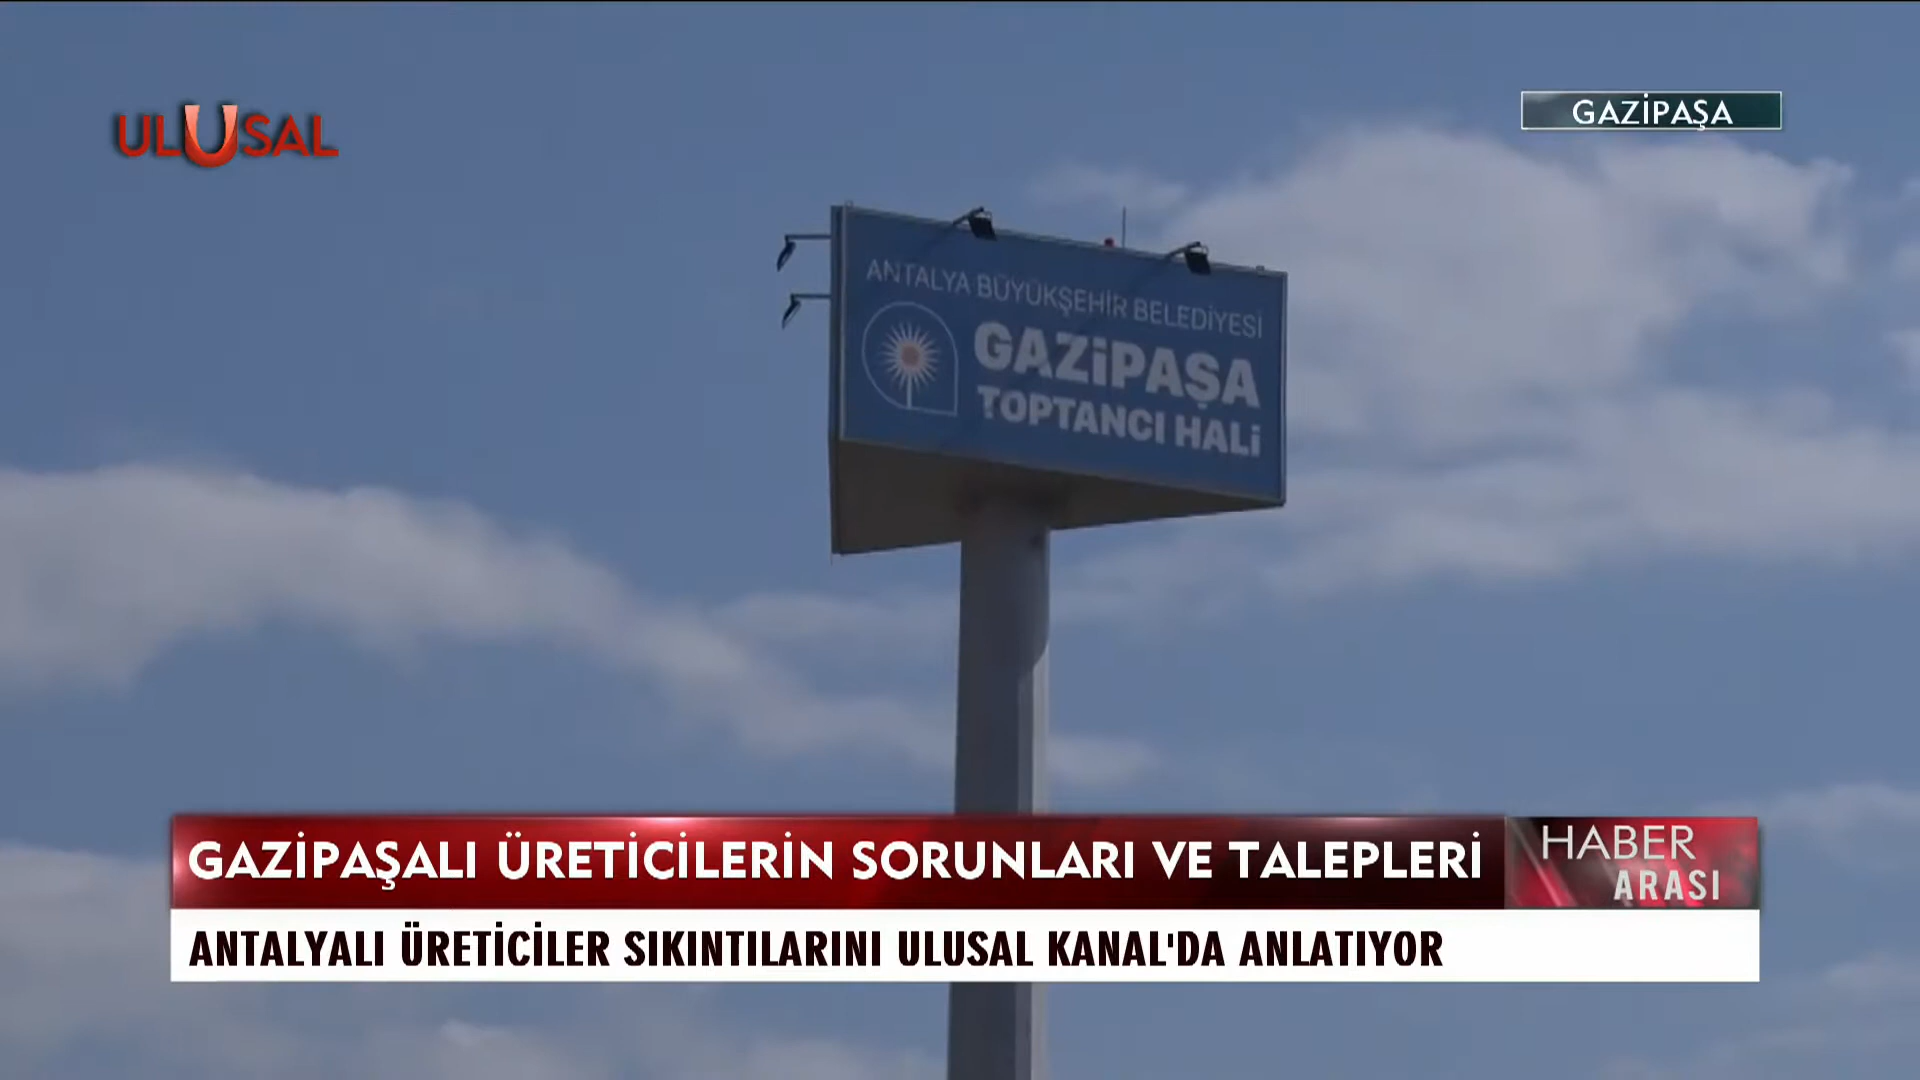 ULUSAL
GAZİPAŞA
ANTALYA BÜYÜKŞEHİR BELEDİYESİ
GAZİPAŞA
TOPTANCI HALİ
GAZİPAŞALI ÜRETİCİLERİN SORUNLARI VE TALEPLERİ
HABER
ARASI
ANTALYALI ÜRETİCİLER SIKINTILARINI ULUSAL KANAL'DA ANLATIYOR